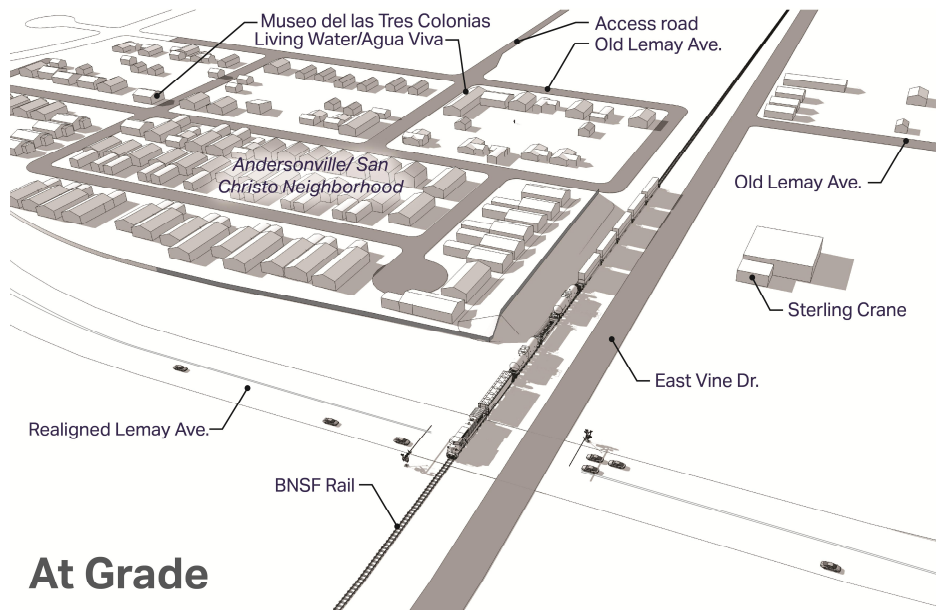 Museo del las Tres Colonias
Living Water/Agua Viva
Access road
Old Lemay Ave.
Andersonville/ San
Christo Neighborhood
Old Lemay Ave.
Sterling Crane
East Vine Dr.
Realigned Lemay Ave.
BNSF Rail
At Grade